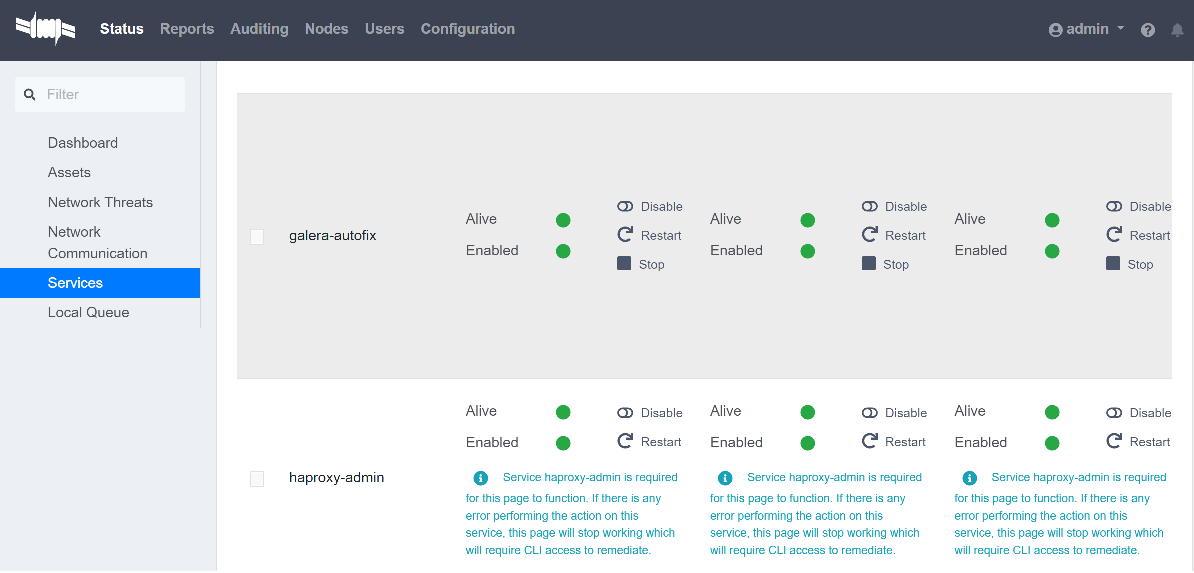 Status Reports Auditing Nodes Users Configuration admin
Filter
Dashboard
Assets
Network Threats
Network
Communication
Services
Local Queue
galera-autofix
Alive Disable Alive Disable Alive Disable
Restart Restart Restart
Enabled Enabled Enabled
Stop Stop Stop
haproxy-admin
Alive Disable Alive Disable Alive Disable
Enabled Restart Enabled Restart Enabled Restart
Service haproxy-admin is required
for this page to function. If there is any
error performing the action on this
service, this page will stop working which
will require CLI access to remediate.
Service haproxy-admin is required
for this page to function. If there is any
error performing the action on this
service, this page will stop working which
will require CLI access to remediate.
Service haproxy-admin is required
for this page to function. If there is any
error performing the action on this
service, this page will stop working which
will require CLI access to remediate.